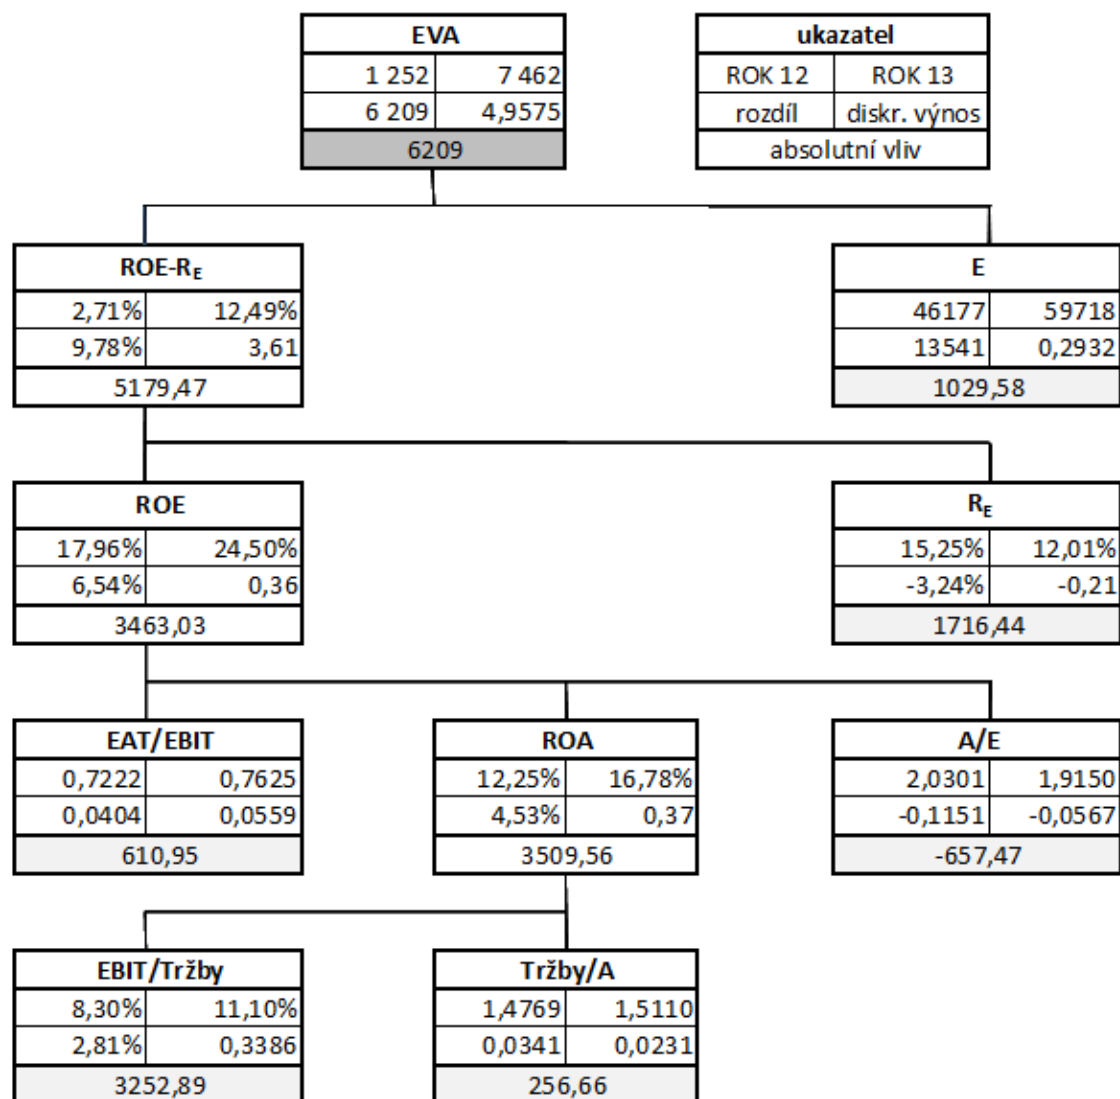 EVA
1 252 7 462
6 209 4,9575
6209
ukazatel
ROK 12 ROK 13
rozdíl diskr. výnos
absolutní vliv
ROE-R_E
2,71% 12,49%
9,78% 3,61
5179,47
E
46177 59718
13541 0,2932
1029,58
ROE
17,96% 24,50%
6,54% 0,36
3463,03
R_E
15,25% 12,01%
-3,24% -0,21
1716,44
EAT/EBIT
0,7222 0,7625
0,0404 0,0559
610,95
ROA
12,25% 16,78%
4,53% 0,37
3509,56
A/E
2,0301 1,9150
-0,1151 -0,0567
-657,47
EBIT/Tržby
8,30% 11,10%
2,81% 0,3386
3252,89
Tržby/A
1,4769 1,5110
0,0341 0,0231
256,66